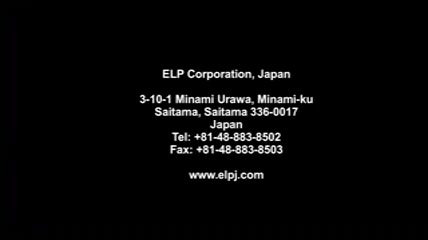 ELP Corporation, Japan
3-10-1 Minami Urawa, Minami-ku
Saitama, Saitama 336-0017
Japan
Tel: +81-48-883-8502
Fax: +81-48-883-8503
www.elpj.com